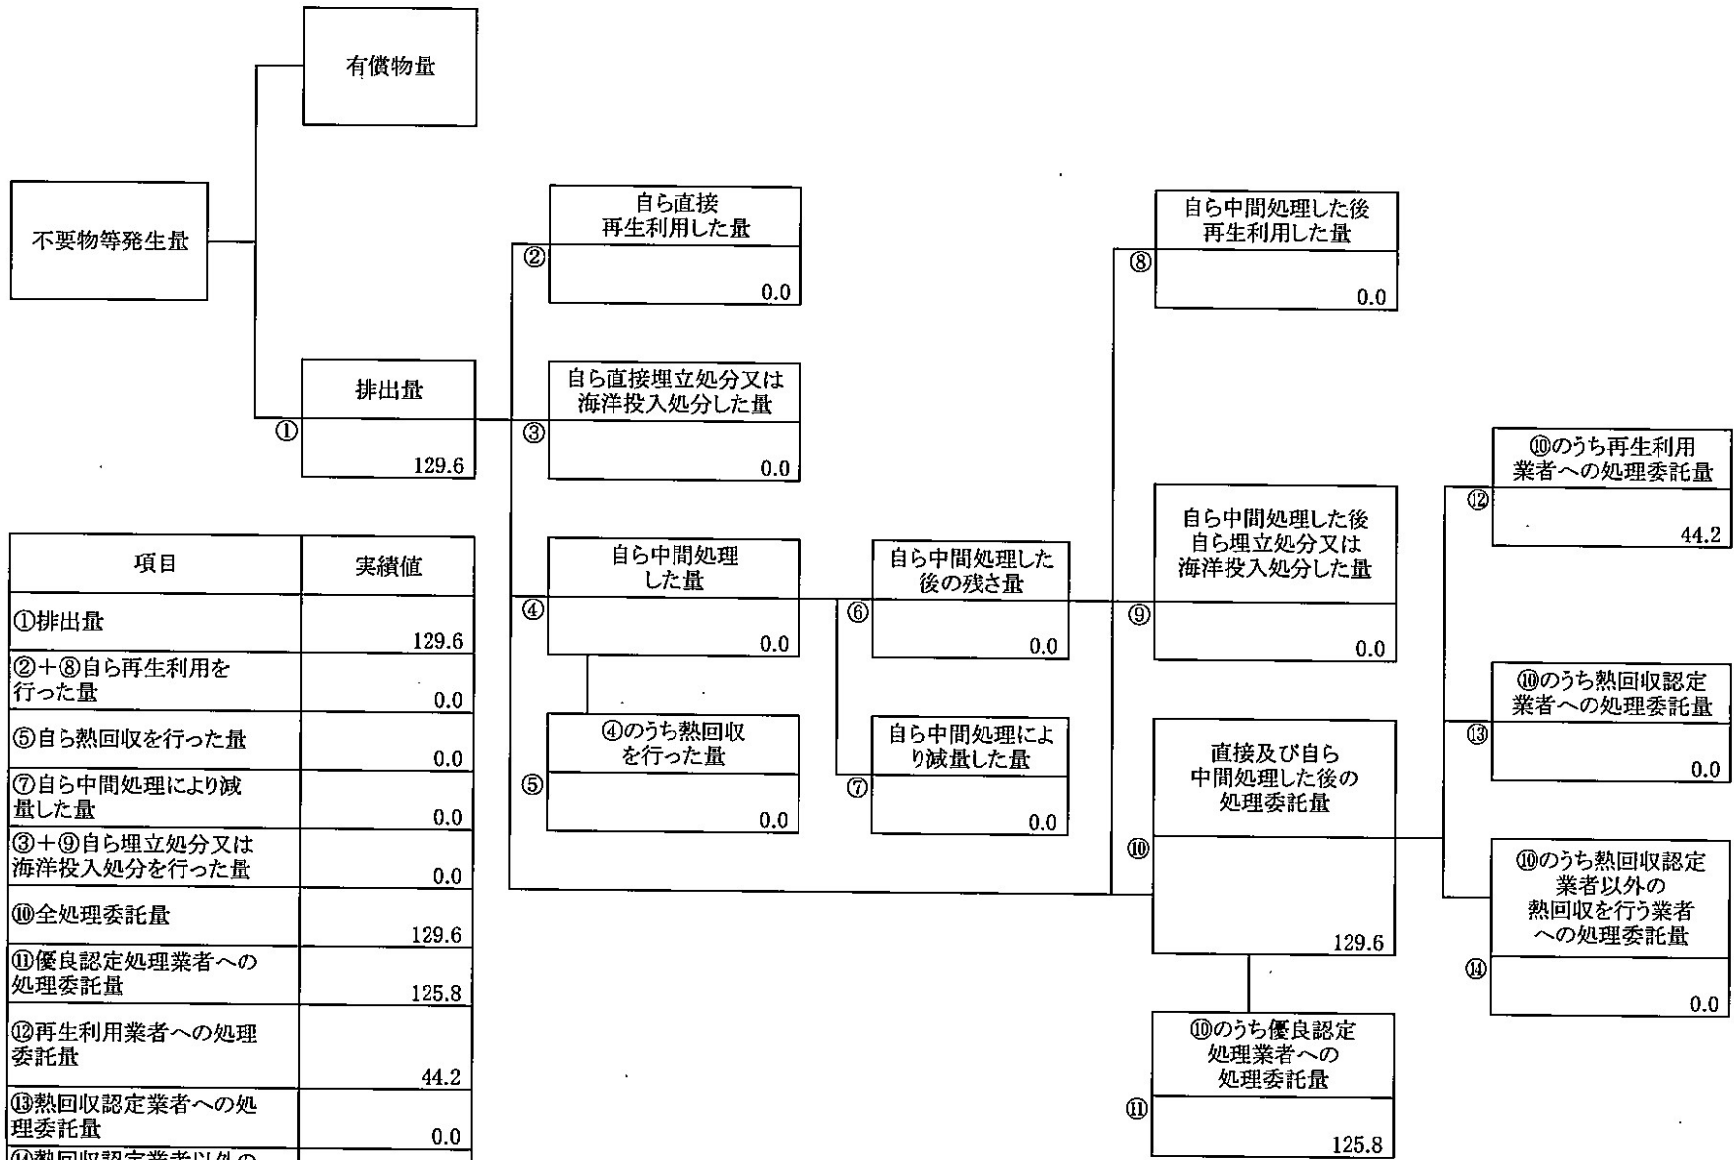 有償物量
不要物等発生量
①
排出量
129.6
②
自ら直接
再生利用した量
0.0
③
自ら直接埋立処分又は
海洋投入処分した量
0.0
④
自ら中間処理
した量
0.0
⑤
④のうち熱回収
を行った量
0.0
⑥
自ら中間処理した
後の残さ量
0.0
⑦
自ら中間処理によ
り減量した量
0.0
⑧
自ら中間処理した後
再生利用した量
0.0
⑨
自ら中間処理した後
自ら埋立処分又は
海洋投入処分した量
0.0
⑩
直接及び自ら
中間処理した後の
処理委託量
129.6
⑪
⑩のうち優良認定
処理業者への
処理委託量
125.8
⑫
⑩のうち再生利用
業者への処理委託量
44.2
⑬
⑩のうち熱回収認定
業者への処理委託量
0.0
⑭
⑩のうち熱回収認定
業者以外の
熱回収を行う業者
への処理委託量
0.0
項目 実績値
①排出量
129.6
②+⑧自ら再生利用を
行った量
0.0
⑤自ら熱回収を行った量
0.0
⑦自ら中間処理により減
量した量
0.0
③+⑨自ら埋立処分又は
海洋投入処分を行った量
0.0
⑩全処理委託量
129.6
⑪優良認定処理業者への
処理委託量
125.8
⑫再生利用業者への処理
委託量
44.2
⑬熱回収認定業者への処
理委託量
0.0
⑭熱回収認定業者以外の